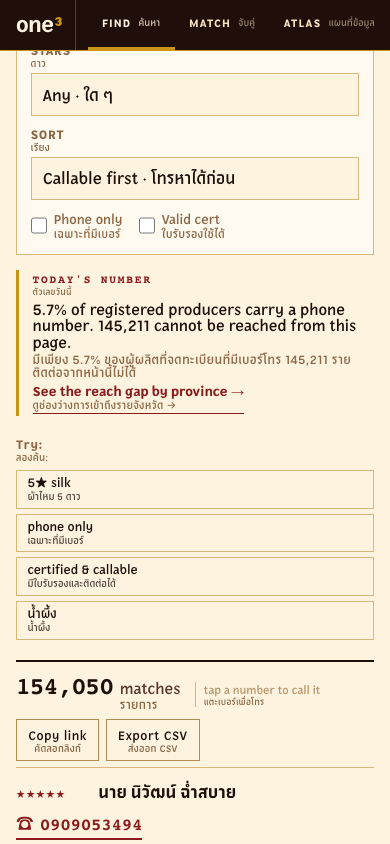 one³
FIND ค้นหา MATCH จับคู่ ATLAS แผนที่ข้อมูล
STARS
ดาว
Any · ใด ๆ
SORT
เรียง
Callable first · โทรหาได้ก่อน
Phone only
เฉพาะที่มีเบอร์
Valid cert
ใบรับรองใช้ได้
TODAY'S NUMBER
ตัวเลขวันนี้
5.7% of registered producers carry a phone
number. 145,211 cannot be reached from this
page.
มีเพียง 5.7% ของผู้ผลิตที่จดทะเบียนที่มีเบอร์โทร 145,211 ราย
ติดต่อจากหน้านี้ไม่ได้
See the reach gap by province →
ดูช่องว่างการเข้าถึงรายจังหวัด →
Try:
ลองค้น:
5★ silk
ผ้าไหม 5 ดาว
phone only
เฉพาะที่มีเบอร์
certified & callable
มีใบรับรองและติดต่อได้
น้ำผึ้ง
น้ำผึ้ง
154,050 matches
รายการ
tap a number to call it
แตะเบอร์เพื่อโทร
Copy link
คัดลอกลิงก์
Export CSV
ส่งออก CSV
★★★★★ นาย นิวัฒน์ ฉ่ำสบาย
☎ 0909053494